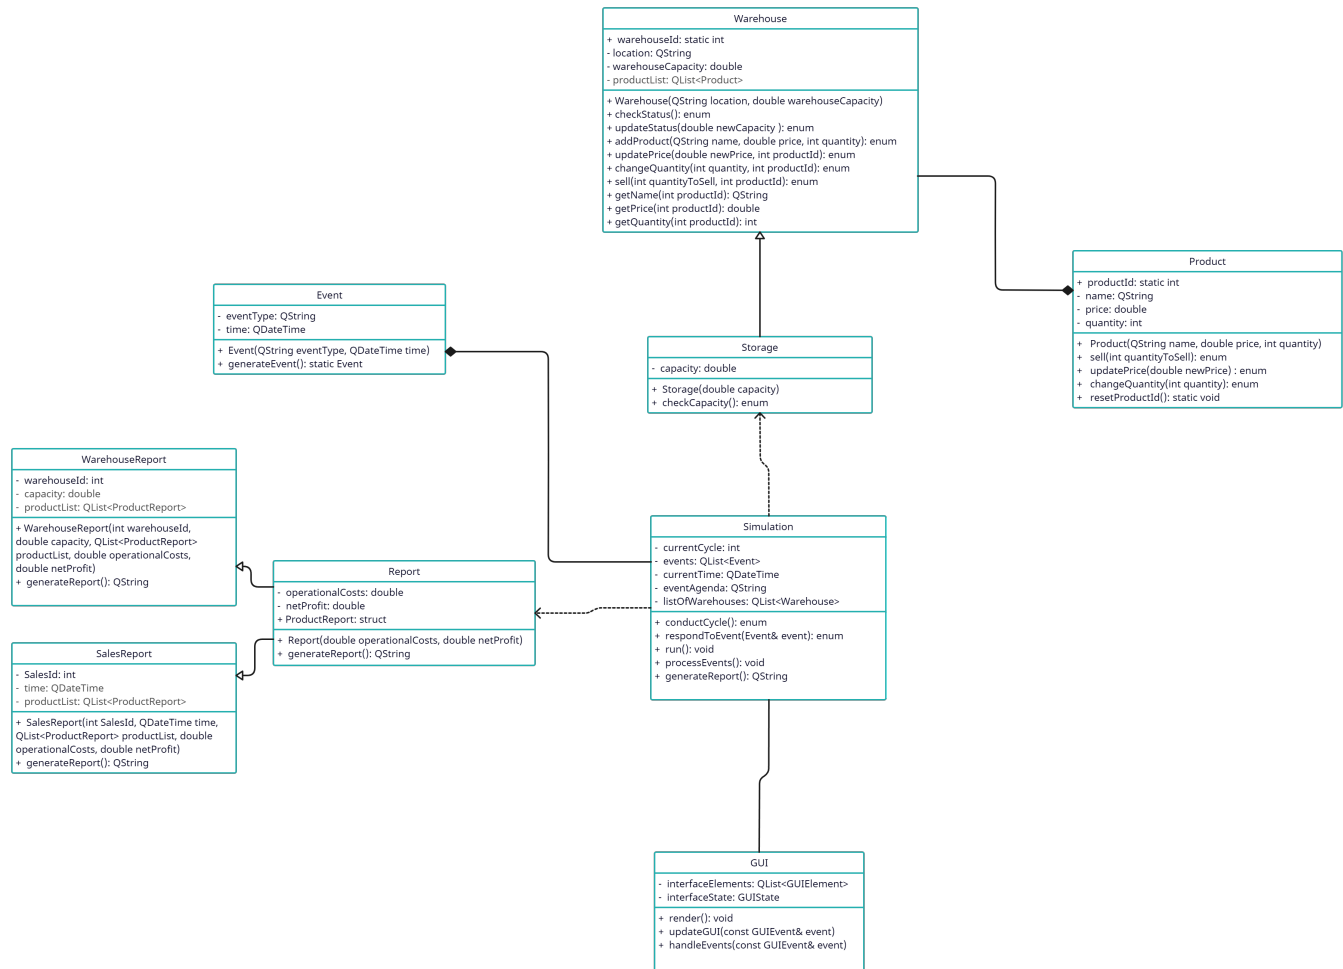 Warehouse
+  warehouseId: static int
- location: QString
- warehouseCapacity: double
- productList: QList<Product>
+ Warehouse(QString location, double warehouseCapacity)
+ checkStatus(): enum
+ updateStatus(double newCapacity ): enum
+ addProduct(QString name, double price, int quantity): enum
+ updatePrice(double newPrice, int productId): enum
+ changeQuantity(int quantity, int productId): enum
+ sell(int quantityToSell, int productId): enum
+ getName(int productId): QString
+ getPrice(int productId): double
+ getQuantity(int productId): int
Product
+  productId: static int
-  name: QString
-  price: double
-  quantity: int
+   Product(QString name, double price, int quantity)
+   sell(int quantityToSell): enum
+   updatePrice(double newPrice) : enum
+   changeQuantity(int quantity): enum
+   resetProductId(): static void
Event
-  eventType: QString
-  time: QDateTime
+  Event(QString eventType, QDateTime time)
+  generateEvent(): static Event
Storage
-  capacity: double
+  Storage(double capacity)
+  checkCapacity(): enum
WarehouseReport
-  warehouseId: int
-  capacity: double
-  productList: QList<ProductReport>
+ WarehouseReport(int warehouseId,
double capacity, QList<ProductReport>
productList, double operationalCosts,
double netProfit)
+  generateReport(): QString
Report
-  operationalCosts: double
-  netProfit: double
+ ProductReport: struct
+  Report(double operationalCosts, double netProfit)
+  generateReport(): QString
Simulation
-  currentCycle: int
-  events: QList<Event>
-  currentTime: QDateTime
-  eventAgenda: QString
-  listOfWarehouses: QList<Warehouse>
+  conductCycle(): enum
+  respondToEvent(Event& event): enum
+  run(): void
+  processEvents(): void
+  generateReport(): QString
SalesReport
-  SalesId: int
-  time: QDateTime
-  productList: QList<ProductReport>
+  SalesReport(int SalesId, QDateTime time,
QList<ProductReport> productList, double
operationalCosts, double netProfit)
+  generateReport(): QString
GUI
-  interfaceElements: QList<GUIElement>
-  interfaceState: GUIState
+  render(): void
+  updateGUI(const GUIEvent& event)
+  handleEvents(const GUIEvent& event)